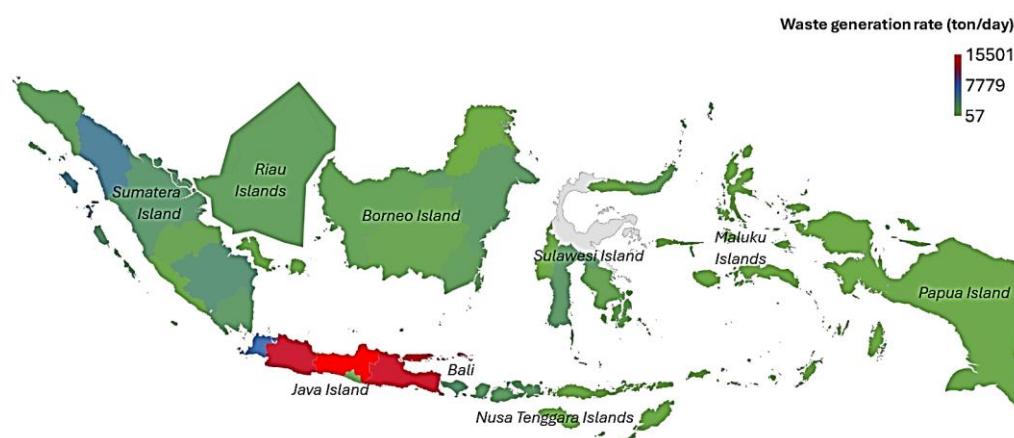 Waste generation rate (ton/day)
15501
7779
57
Riau
Islands
Sumatera
Island
Borneo Island
Maluku
Islands
Sulawesi Island
Papua Island
Bali
Java Island
Nusa Tenggara Islands